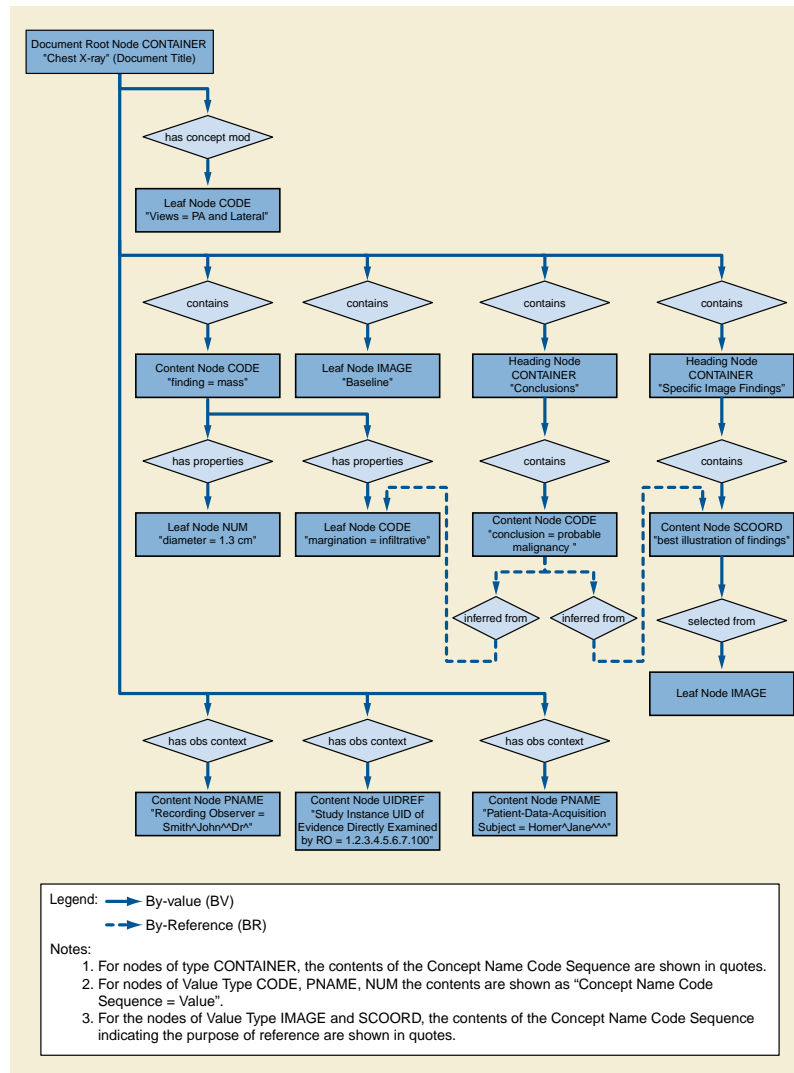 Document Root Node CONTAINER
"Chest X-ray" (Document Title)
has concept mod
Leaf Node CODE
"Views = PA and Lateral"
contains
contains
contains
contains
Content Node CODE
"finding = mass"
Leaf Node IMAGE
"Baseline"
Heading Node
CONTAINER
"Conclusions"
Heading Node
CONTAINER
"Specific Image Findings"
has properties
has properties
contains
contains
Leaf Node NUM
"diameter = 1.3 cm"
Leaf Node CODE
"margination = infiltrative"
Content Node CODE
"conclusion = probable
malignancy "
Content Node SCOORD
"best illustration of findings"
inferred from
inferred from
selected from
Leaf Node IMAGE
has obs context
has obs context
has obs context
Content Node PNAME
"Recording Observer =
Smith^John^^Dr^"
Content Node UIDREF
"Study Instance UID of
Evidence Directly Examined
by RO = 1.2.3.4.5.6.7.100"
Content Node PNAME
"Patient-Data-Acquisition
Subject = Homer^Jane^^^"
Legend:
By-value (BV)
By-Reference (BR)
Notes:
1. For nodes of type CONTAINER, the contents of the Concept Name Code Sequence are shown in quotes.
2. For nodes of Value Type CODE, PNAME, NUM the contents are shown as “Concept Name Code
Sequence = Value”.
3. For the nodes of Value Type IMAGE and SCOORD, the contents of the Concept Name Code Sequence
indicating the purpose of reference are shown in quotes.